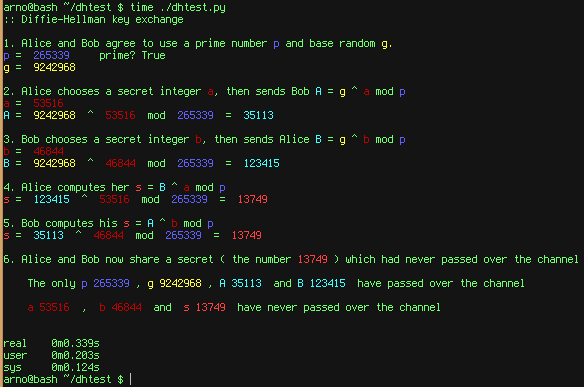 arno@bash ~/dhtest $ time ./dhtest.py
:: Diffie-Hellman key exchange
1. Alice and Bob agree to use a prime number p and base random g.
p = 265339 prime? True
g = 9242968
2. Alice chooses a secret integer a, then sends Bob A = g ^ a mod p
a = 53516
A = 9242968 ^ 53516 mod 265339 = 35113
3. Bob chooses a secret integer b, then sends Alice B = g ^ b mod p
b = 46844
B = 9242968 ^ 46844 mod 265339 = 123415
4. Alice computes her s = B ^ a mod p
s = 123415 ^ 53516 mod 265339 = 13749
5. Bob computes his s = A ^ b mod p
s = 35113 ^ 46844 mod 265339 = 13749
6. Alice and Bob now share a secret ( the number 13749 ) which had never passed over the channel
The only p 265339 , g 9242968 , A 35113 and B 123415 have passed over the channel
a 53516 , b 46844 and s 13749 have never passed over the channel
real 0m0.339s
user 0m0.203s
sys 0m0.124s
arno@bash ~/dhtest $